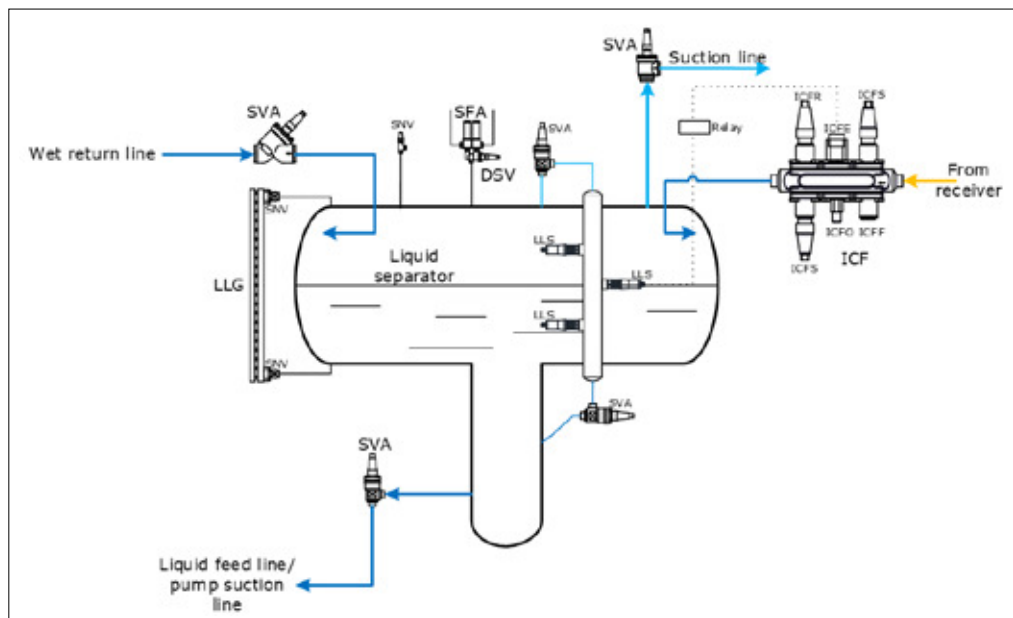 SVA
Suction line
SVA
SNV
SFA
SVA
ICFR
ICFS
Relay
ICFE
Wet return line
DSV
From
receiver
SNV
ICFO
ICFF
ICF
Liquid
separator
LLS
ICFS
LLG
LLS
LLS
SNV
SVA
SVA
Liquid feed line/
pump suction
line